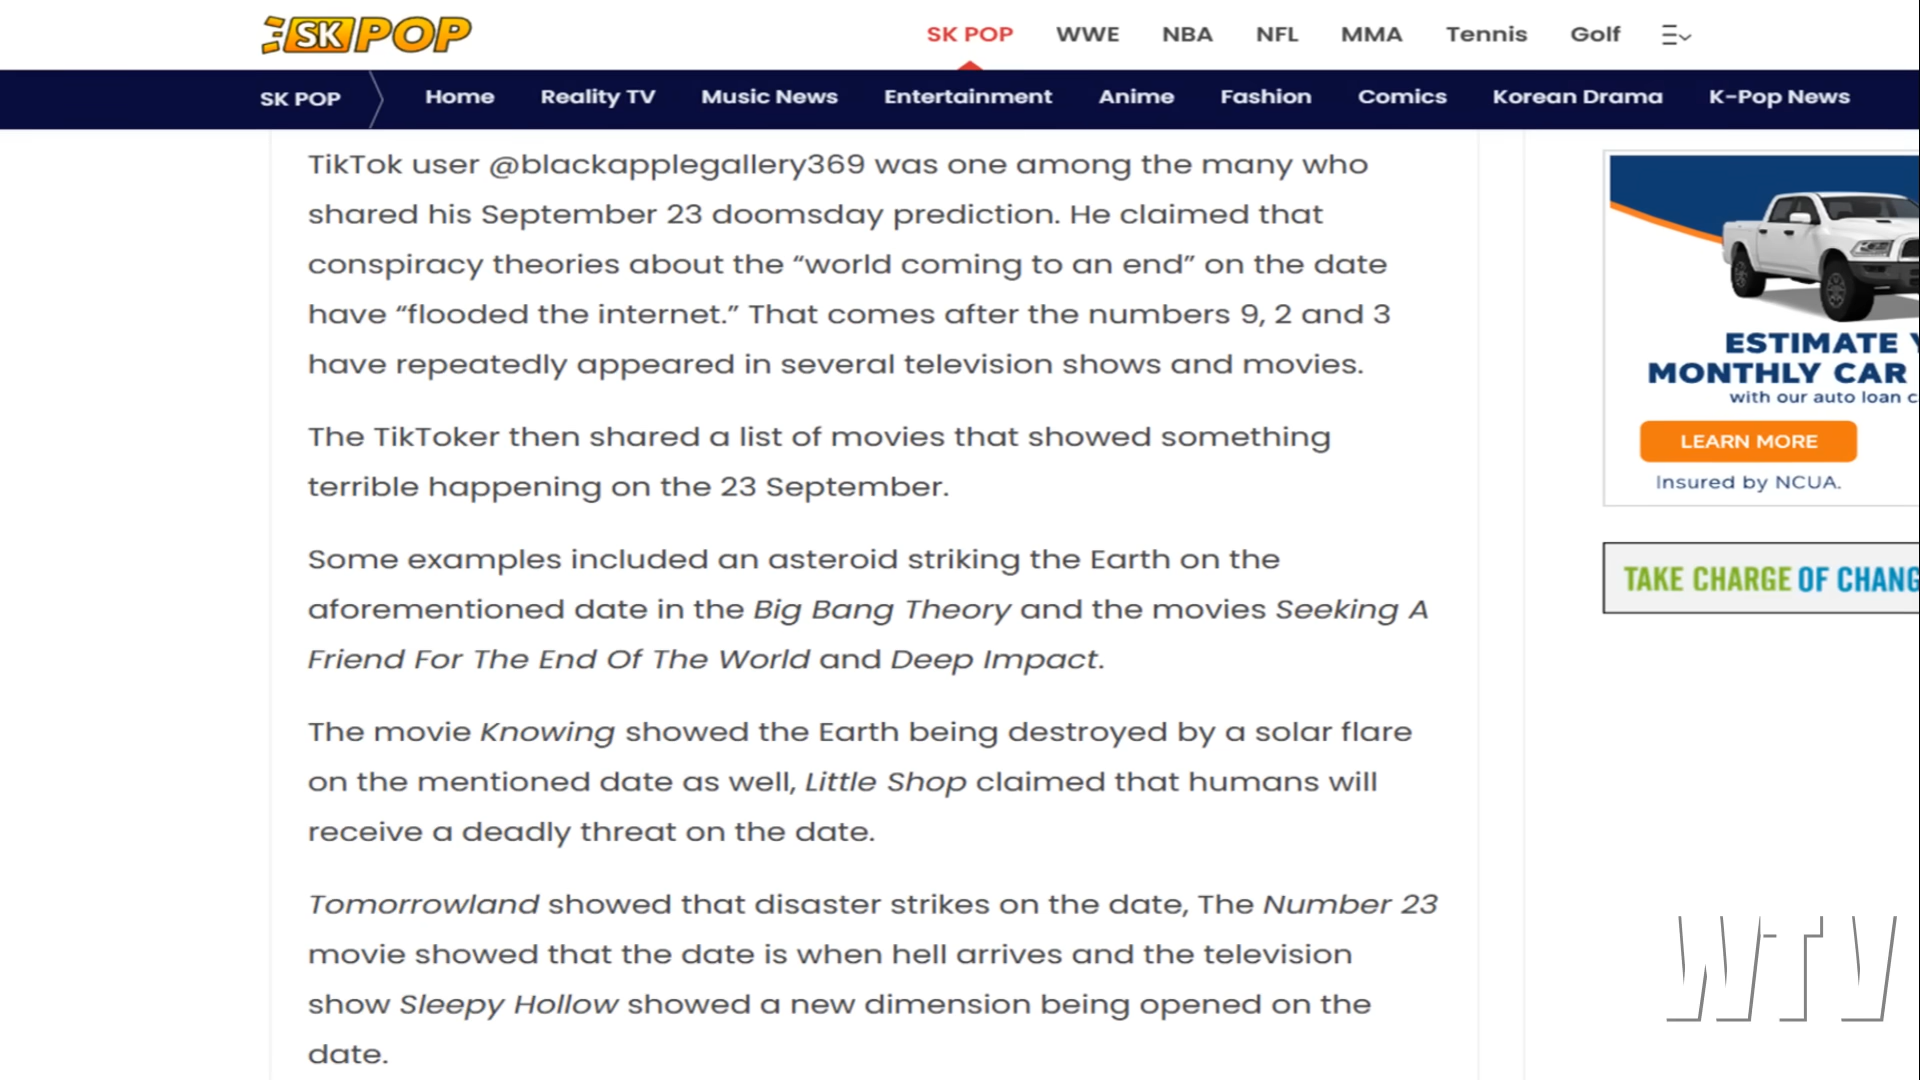 SK POP
SK POP WWE NBA NFL MMA Tennis Golf
SK POP Home Reality TV Music News Entertainment Anime Fashion Comics Korean Drama K-Pop News
TikTok user @blackapplegallery369 was one among the many who
shared his September 23 doomsday prediction. He claimed that
conspiracy theories about the “world coming to an end” on the date
have “flooded the internet.” That comes after the numbers 9, 2 and 3
have repeatedly appeared in several television shows and movies.
The TikToker then shared a list of movies that showed something
terrible happening on the 23 September.
Some examples included an asteroid striking the Earth on the
aforementioned date in the Big Bang Theory and the movies Seeking A
Friend For The End Of The World and Deep Impact.
The movie Knowing showed the Earth being destroyed by a solar flare
on the mentioned date as well, Little Shop claimed that humans will
receive a deadly threat on the date.
Tomorrowland showed that disaster strikes on the date, The Number 23
movie showed that the date is when hell arrives and the television
show Sleepy Hollow showed a new dimension being opened on the
date.
ESTIMATE
MONTHLY CAR
with our auto loan
LEARN MORE
Insured by NCUA.
TAKE CHARGE OF CHANG
WTV